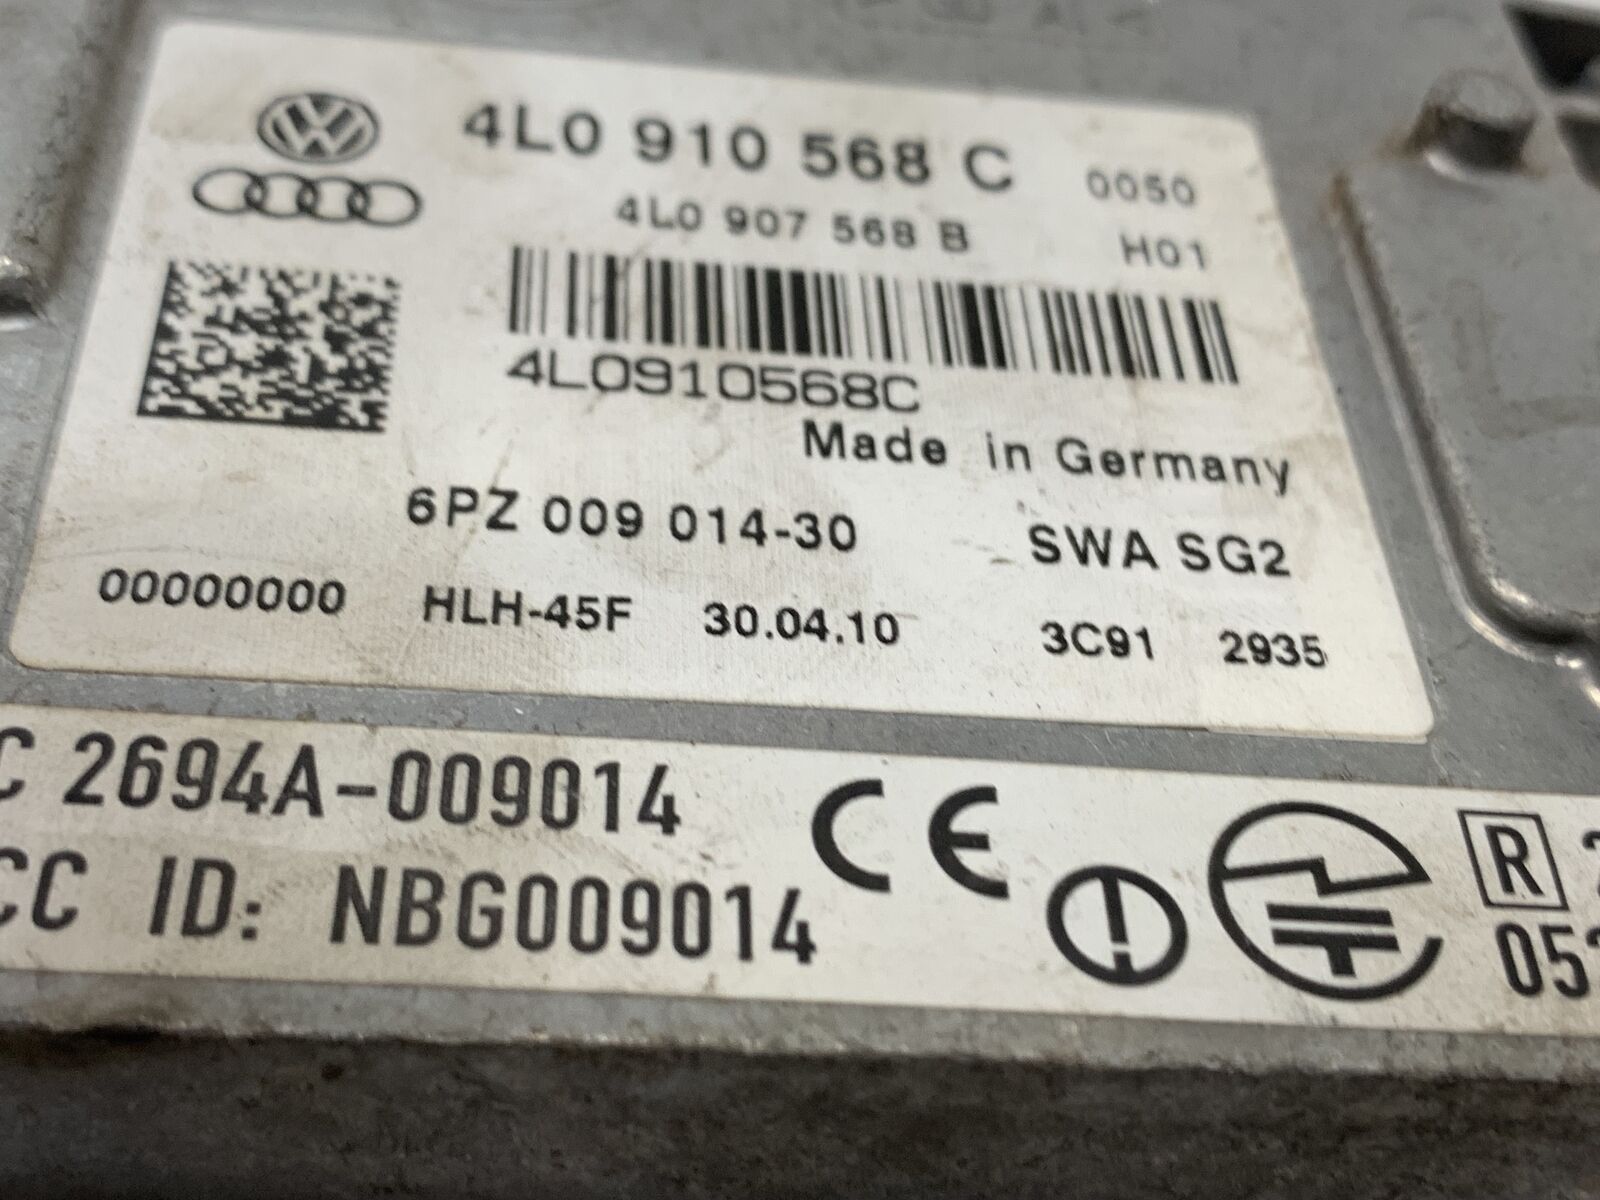 4L0 910 568 C 0050
4L0 907 568 B H01
4L0910568C
Made in Germany
6PZ 009 014-30 SWA SG2
00000000 HLH-45F 30.04.10 3C91 2935
C 2694A-009014 CE R
CC ID: NBG009014